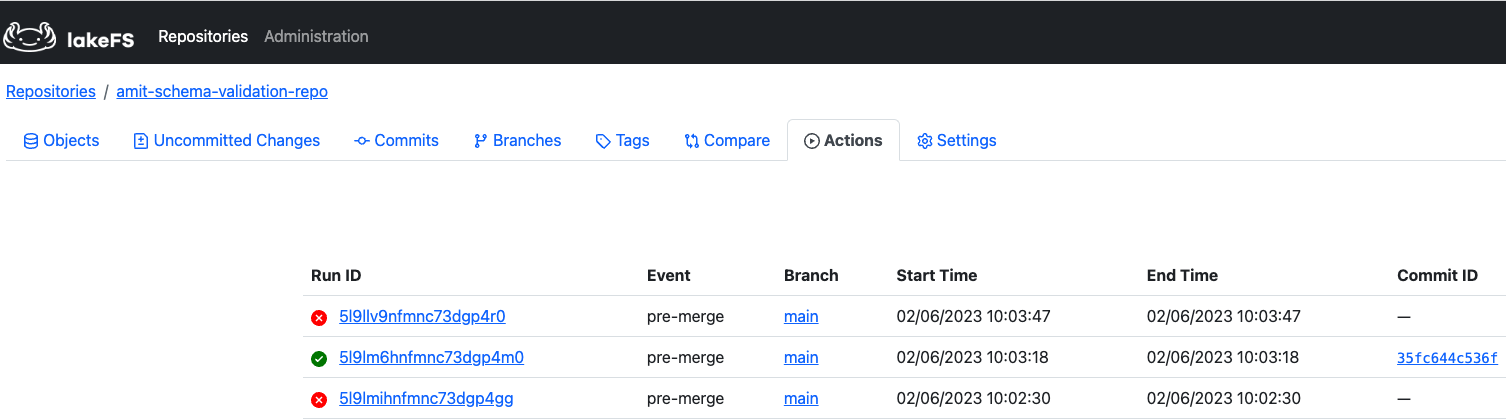 lakeFS Repositories Administration
Repositories / amit-schema-validation-repo
Objects Uncommitted Changes Commits Branches Tags Compare Actions Settings
Run ID Event Branch Start Time End Time Commit ID
5l9llv9nfmnc73dgp4r0 pre-merge main 02/06/2023 10:03:47 02/06/2023 10:03:47 —
5l9lm6hnfmnc73dgp4m0 pre-merge main 02/06/2023 10:03:18 02/06/2023 10:03:18 35fc644c536f
5l9lmihnfmnc73dgp4gg pre-merge main 02/06/2023 10:02:30 02/06/2023 10:02:30 —